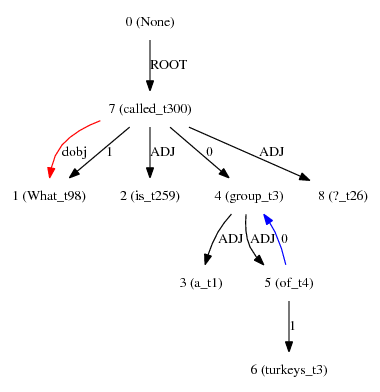 0 (None)
ROOT
7 (called_t300)
dobj 1 ADJ 0 ADJ
1 (What_t98) 2 (is_t259) 4 (group_t3) 8 (?_t26)
ADJ ADJ 0
3 (a_t1) 5 (of_t4)
1
6 (turkeys_t3)